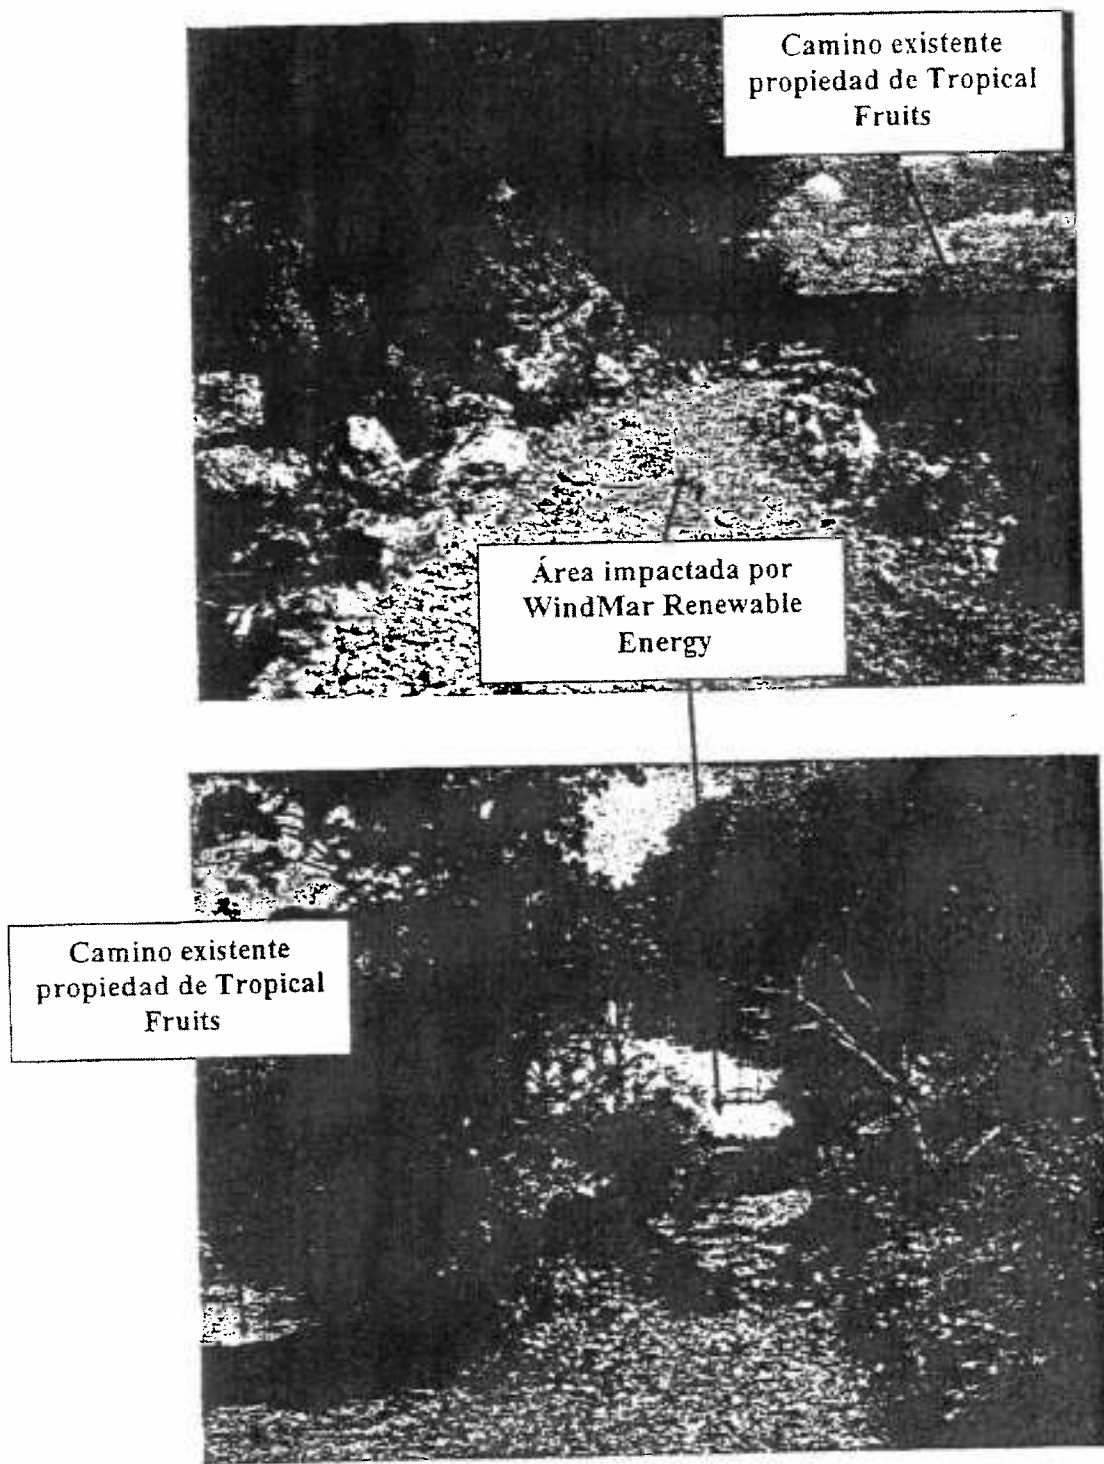 Camino existente
propiedad de Tropical
Fruits
Área impactada por
WindMar Renewable
Energy
Camino existente
propiedad de Tropical
Fruits